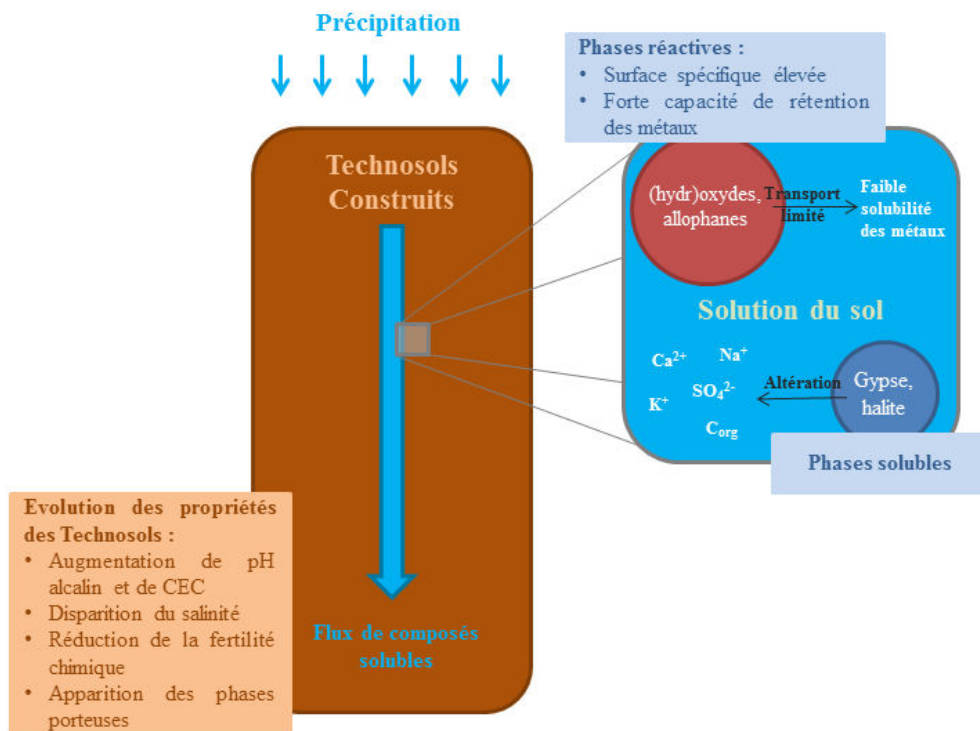 Précipitation
Phases réactives :
• Surface spécifique élevée
• Forte capacité de rétention
des métaux
Technosols
Construits
(hydr)oxydes,
allophanes
Transport
limité
Faible
solubilité
des métaux
Solution du sol
Ca²⁺
Na⁺
SO₄²⁻
K⁺
C_org
Altération
Gypse,
halite
Phases solubles
Evolution des propriétés
des Technosols :
• Augmentation de pH
alcalin et de CEC
• Disparition du salinité
• Réduction de la fertilité
chimique
• Apparition des phases
porteuses
Flux de composés
solubles